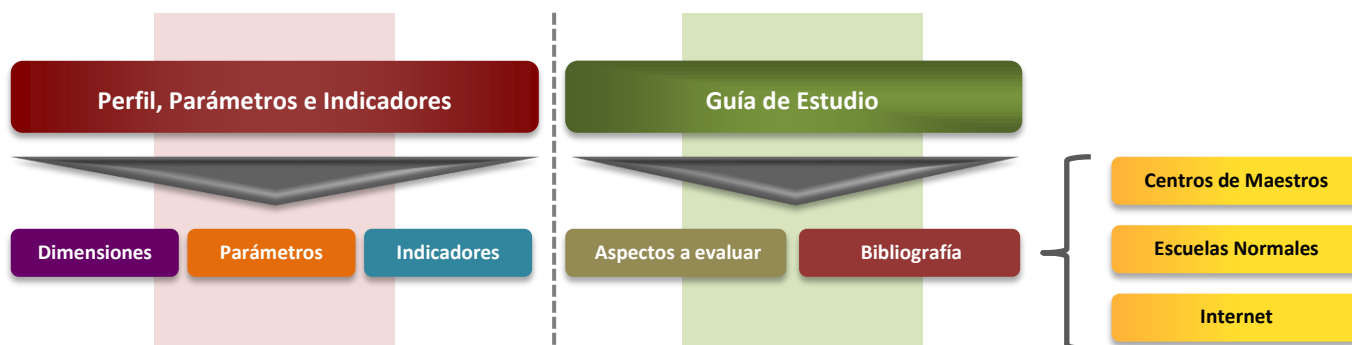 Perfil, Parámetros e Indicadores
Dimensiones
Parámetros
Indicadores
Guía de Estudio
Aspectos a evaluar
Bibliografía
Centros de Maestros
Escuelas Normales
Internet